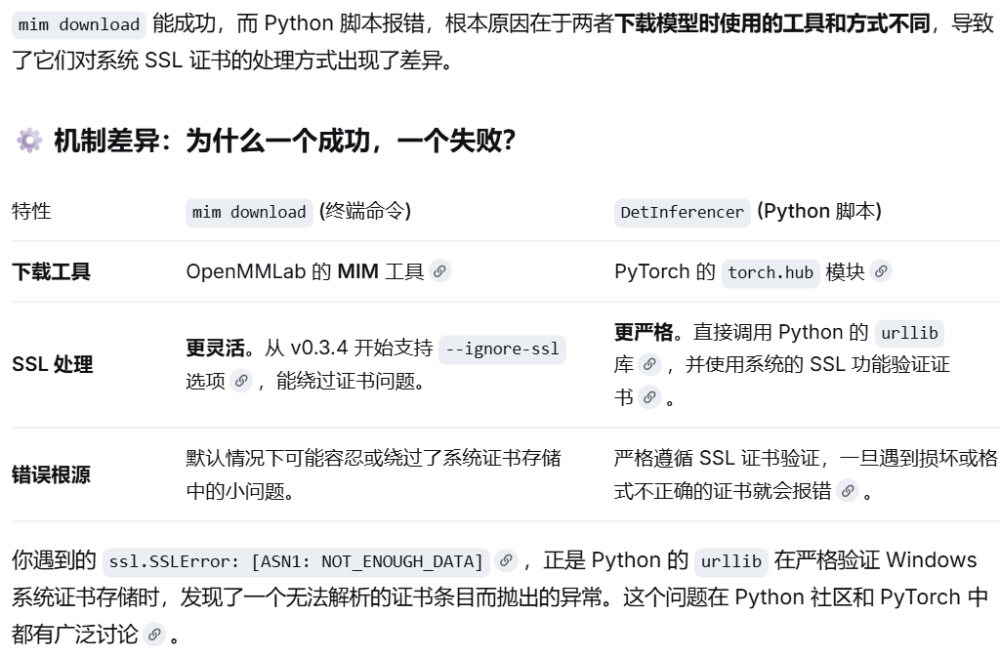 mim download 能成功，而 Python 脚本报错，根本原因在于两者下载模型时使用的工具和方式不同，导致
了它们对系统 SSL 证书的处理方式出现了差异。
机制差异：为什么一个成功，一个失败？
特性 mim download (终端命令) DetInferencer (Python 脚本)
下载工具 OpenMMLab 的 MIM 工具 PyTorch 的 torch.hub 模块
SSL 处理 更灵活。从 v0.3.4 开始支持 --ignore-ssl
选项，能绕过证书问题。
更严格。直接调用 Python 的 urllib
库，并使用系统的 SSL 功能验证证
书。
错误根源 默认情况下可能容忍或绕过了系统证书存储
中的小问题。
严格遵循 SSL 证书验证，一旦遇到损坏或格
式不正确的证书就会报错。
你遇到的 ssl.SSLError: [ASN1: NOT_ENOUGH_DATA]，正是 Python 的 urllib 在严格验证 Windows
系统证书存储时，发现了一个无法解析的证书条目而抛出的异常。这个问题在 Python 社区和 PyTorch 中
都有广泛讨论。